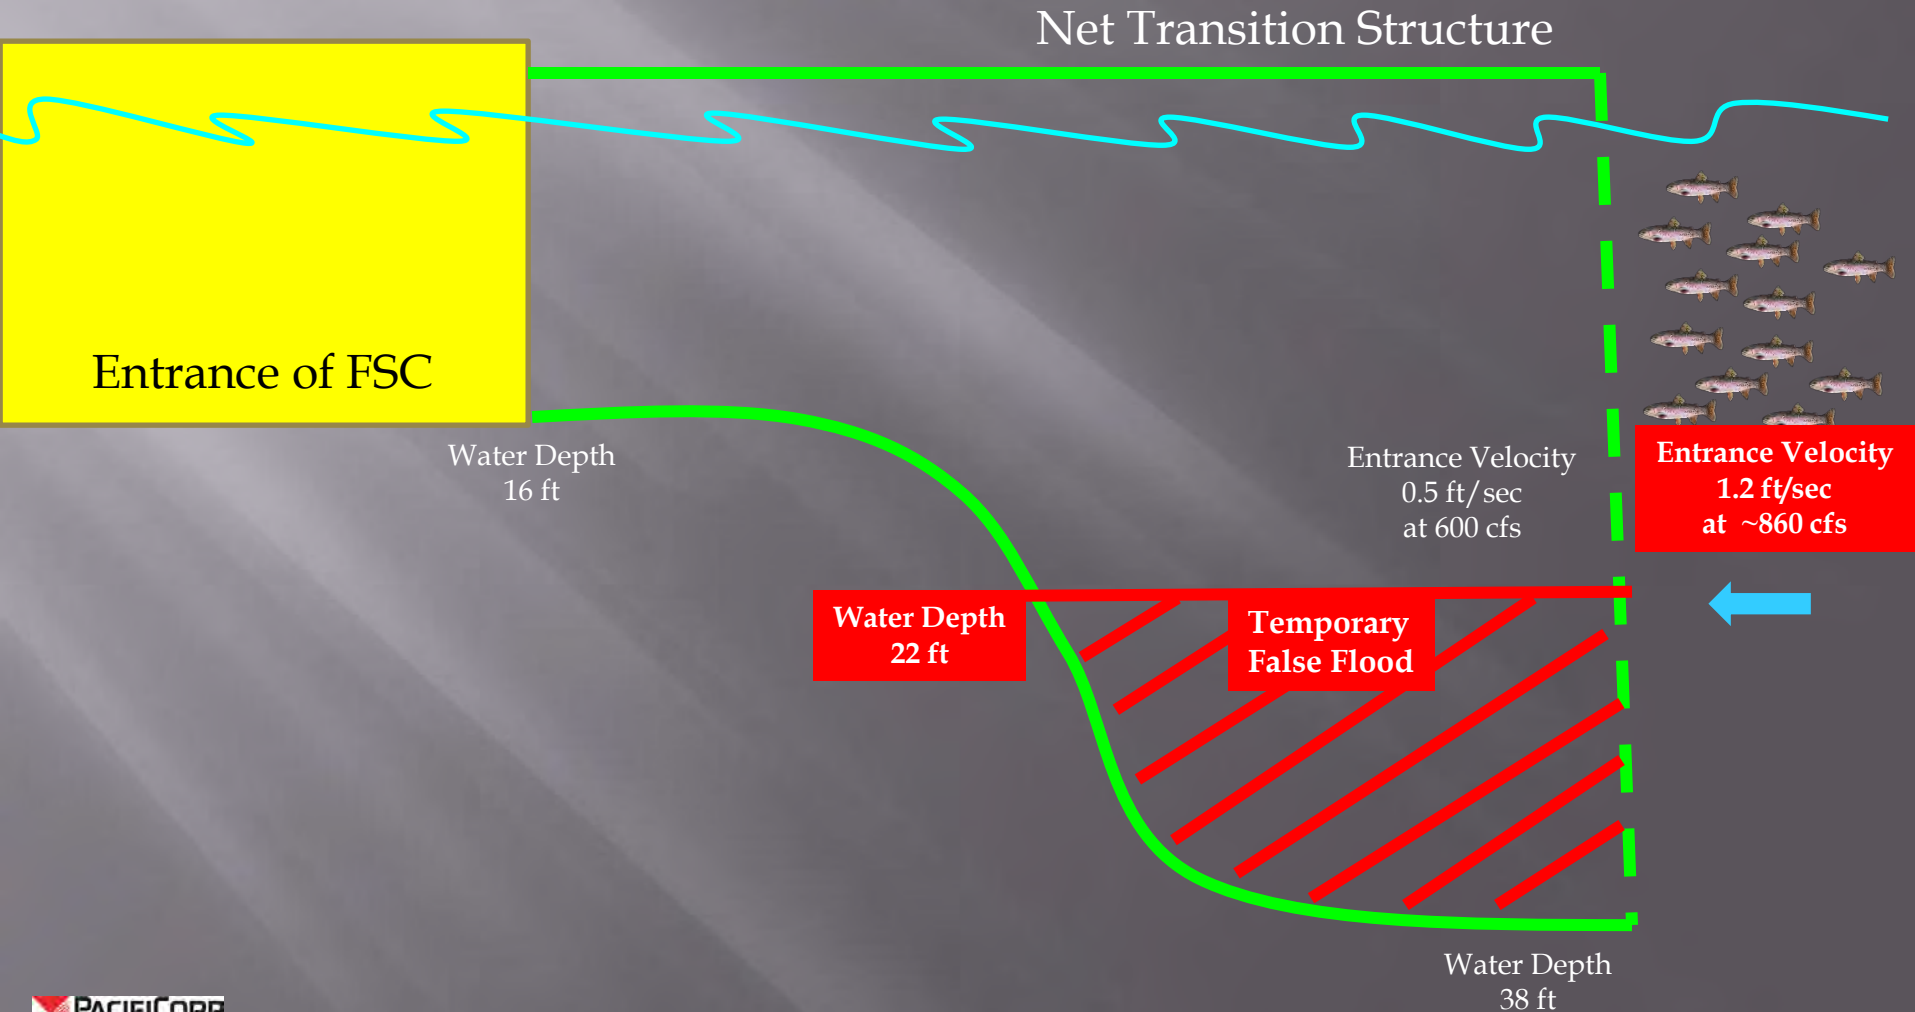 Net Transition Structure
Entrance of FSC
Water Depth
16 ft
Entrance Velocity
0.5 ft/sec
at 600 cfs
Entrance Velocity
1.2 ft/sec
at ~860 cfs
Water Depth
22 ft
Temporary
False Flood
Water Depth
38 ft
PACIFICORP